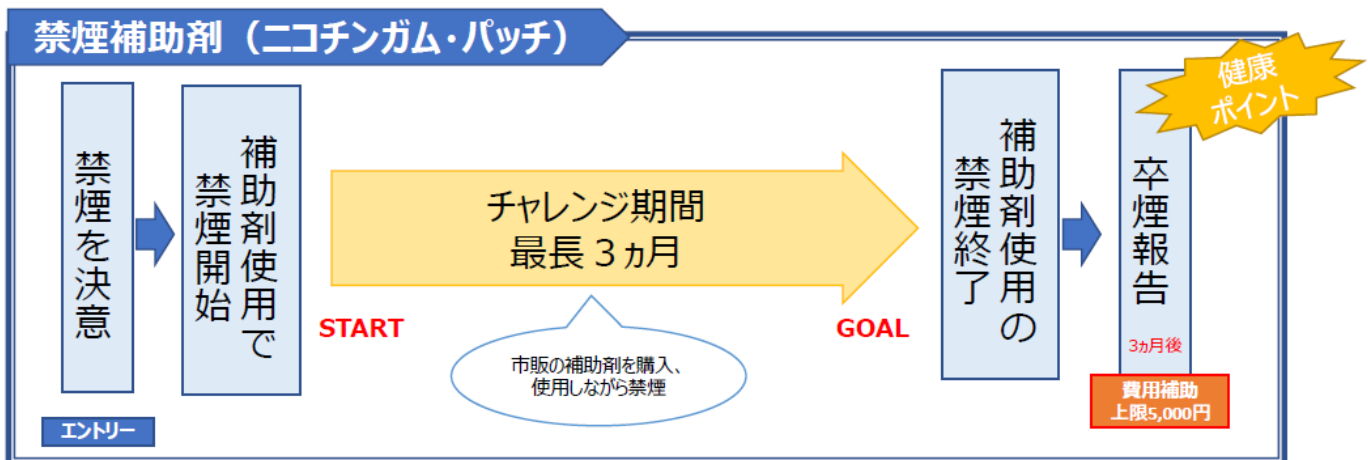 禁煙補助剤（ニコチンガム・パッチ）
健康
ポイント
禁煙を決意
補助剤使用で
禁煙開始
チャレンジ期間
最長３ヵ月
補助剤使用の
禁煙終了
卒煙報告
3ヵ月後
START
GOAL
市販の補助剤を購入、
使用しながら禁煙
費用補助
上限5,000円
エントリー